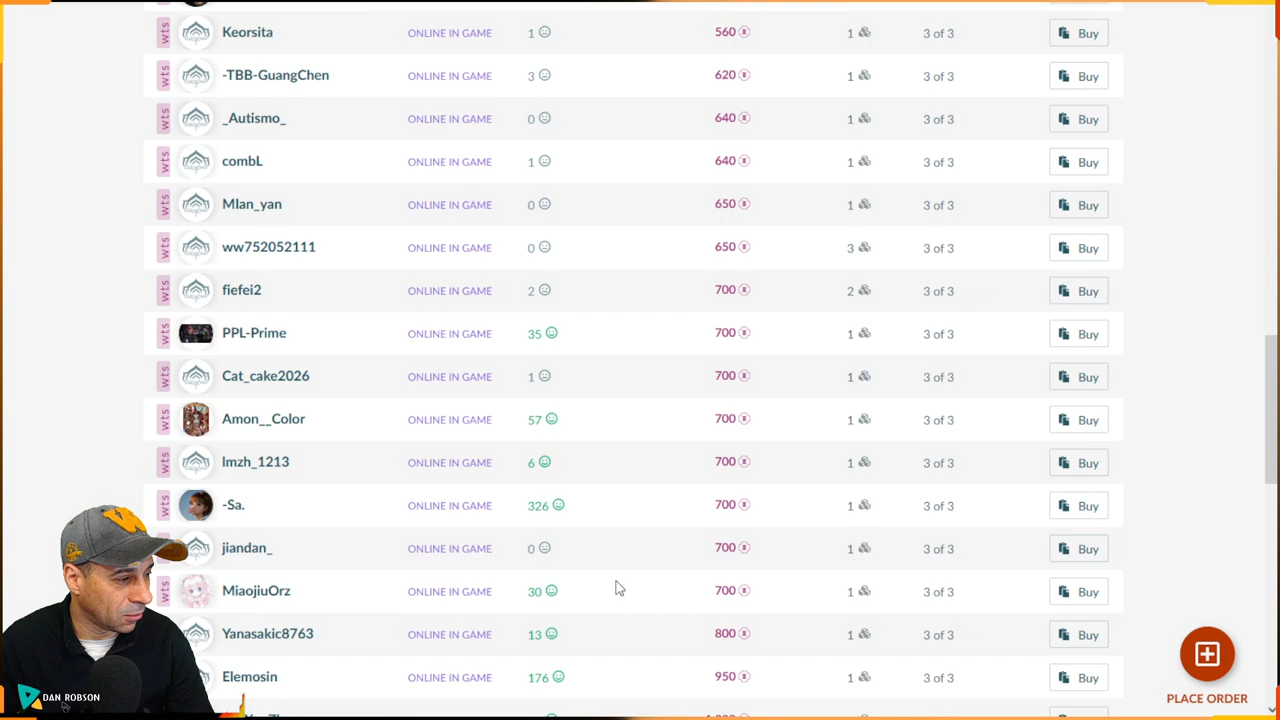 wts Keorsita ONLINE IN GAME 1 560 1 3 of 3 Buy
wts -TBB-GuangChen ONLINE IN GAME 3 620 1 3 of 3 Buy
wts _Autismo_ ONLINE IN GAME 0 640 1 3 of 3 Buy
wts combL ONLINE IN GAME 1 640 1 3 of 3 Buy
wts Mlan_yan ONLINE IN GAME 0 650 1 3 of 3 Buy
wts ww752052111 ONLINE IN GAME 0 650 3 3 of 3 Buy
wts fiefei2 ONLINE IN GAME 2 700 2 3 of 3 Buy
wts PPL-Prime ONLINE IN GAME 35 700 1 3 of 3 Buy
wts Cat_cake2026 ONLINE IN GAME 1 700 1 3 of 3 Buy
wts Amon__Color ONLINE IN GAME 57 700 1 3 of 3 Buy
wts lmzh_1213 ONLINE IN GAME 6 700 1 3 of 3 Buy
wts -Sa. ONLINE IN GAME 326 700 1 3 of 3 Buy
jiandan_ ONLINE IN GAME 0 700 1 3 of 3 Buy
wts MiaojiuOrz ONLINE IN GAME 30 700 1 3 of 3 Buy
Yanasakic8763 ONLINE IN GAME 13 800 1 3 of 3 Buy
Elemosin ONLINE IN GAME 176 950 1 3 of 3 Buy
PLACE ORDER
DAN ROBSON